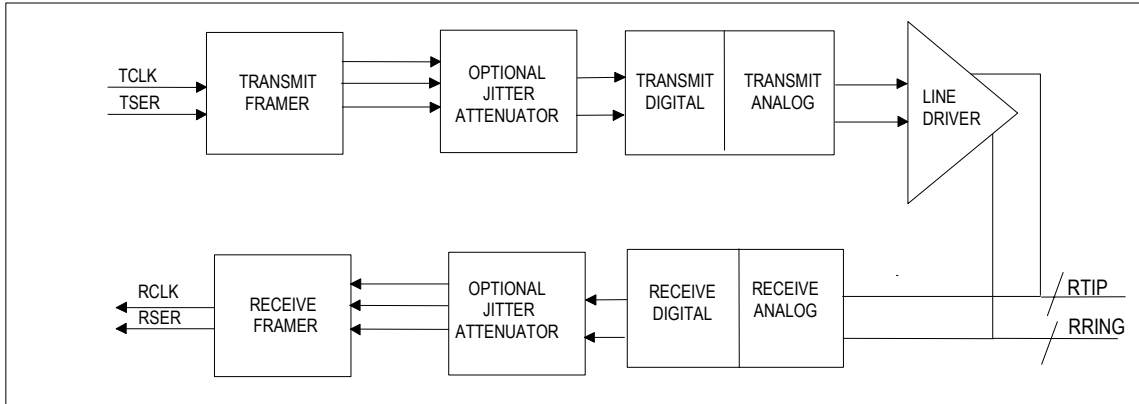 TCLK
TSER
TRANSMIT
FRAMER
OPTIONAL
JITTER
ATTENUATOR
TRANSMIT
DIGITAL
TRANSMIT
ANALOG
LINE
DRIVER
RCLK
RSER
RECEIVE
FRAMER
OPTIONAL
JITTER
ATTENUATOR
RECEIVE
DIGITAL
RECEIVE
ANALOG
RTIP
RRING